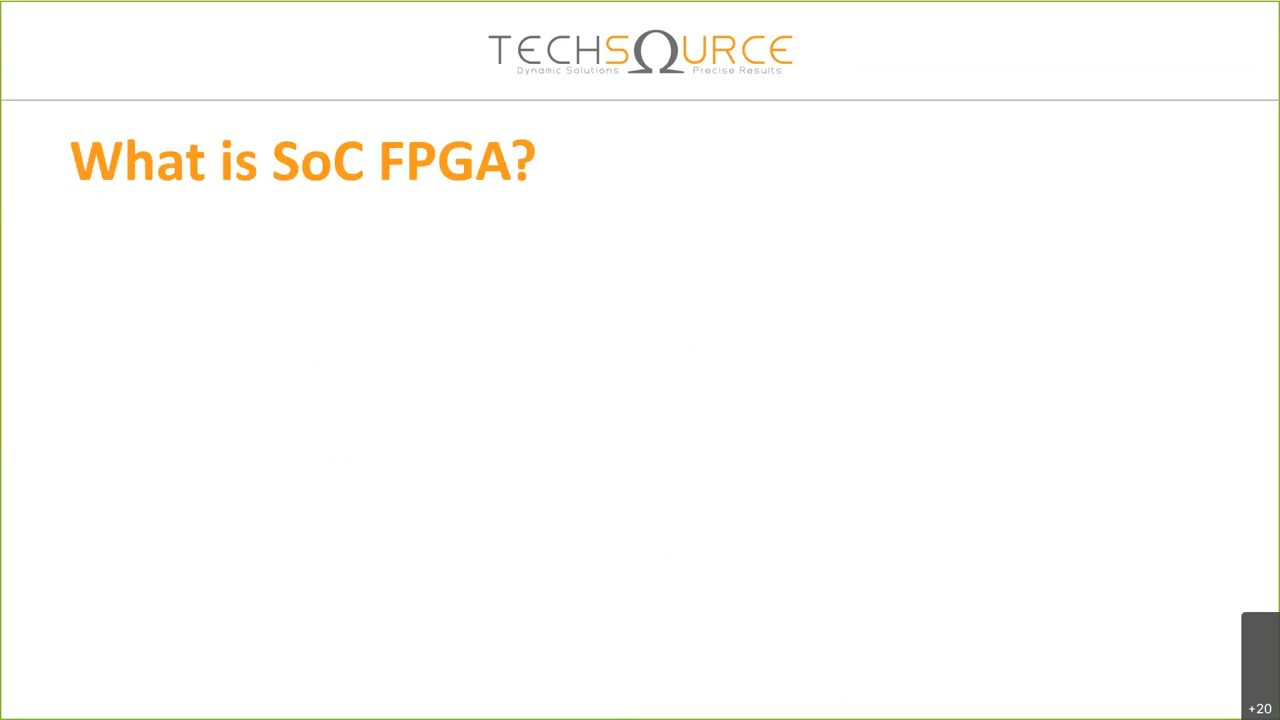 TECHSOURCE
Dynamic Solutions Precise Results
What is SoC FPGA?
+20